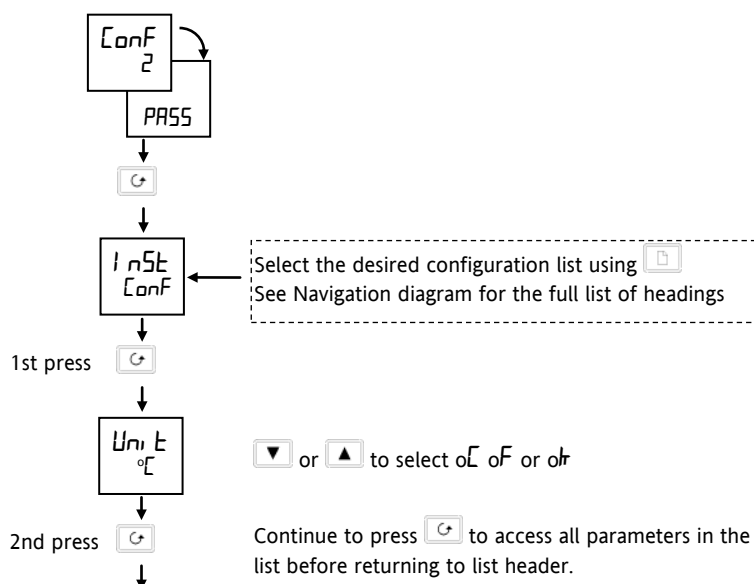 ConF
2
PASS
InSt
ConF
Select the desired configuration list using
See Navigation diagram for the full list of headings
1st press
Unit
°C
or to select oC oF or ok
2nd press
Continue to press to access all parameters in the
list before returning to list header.